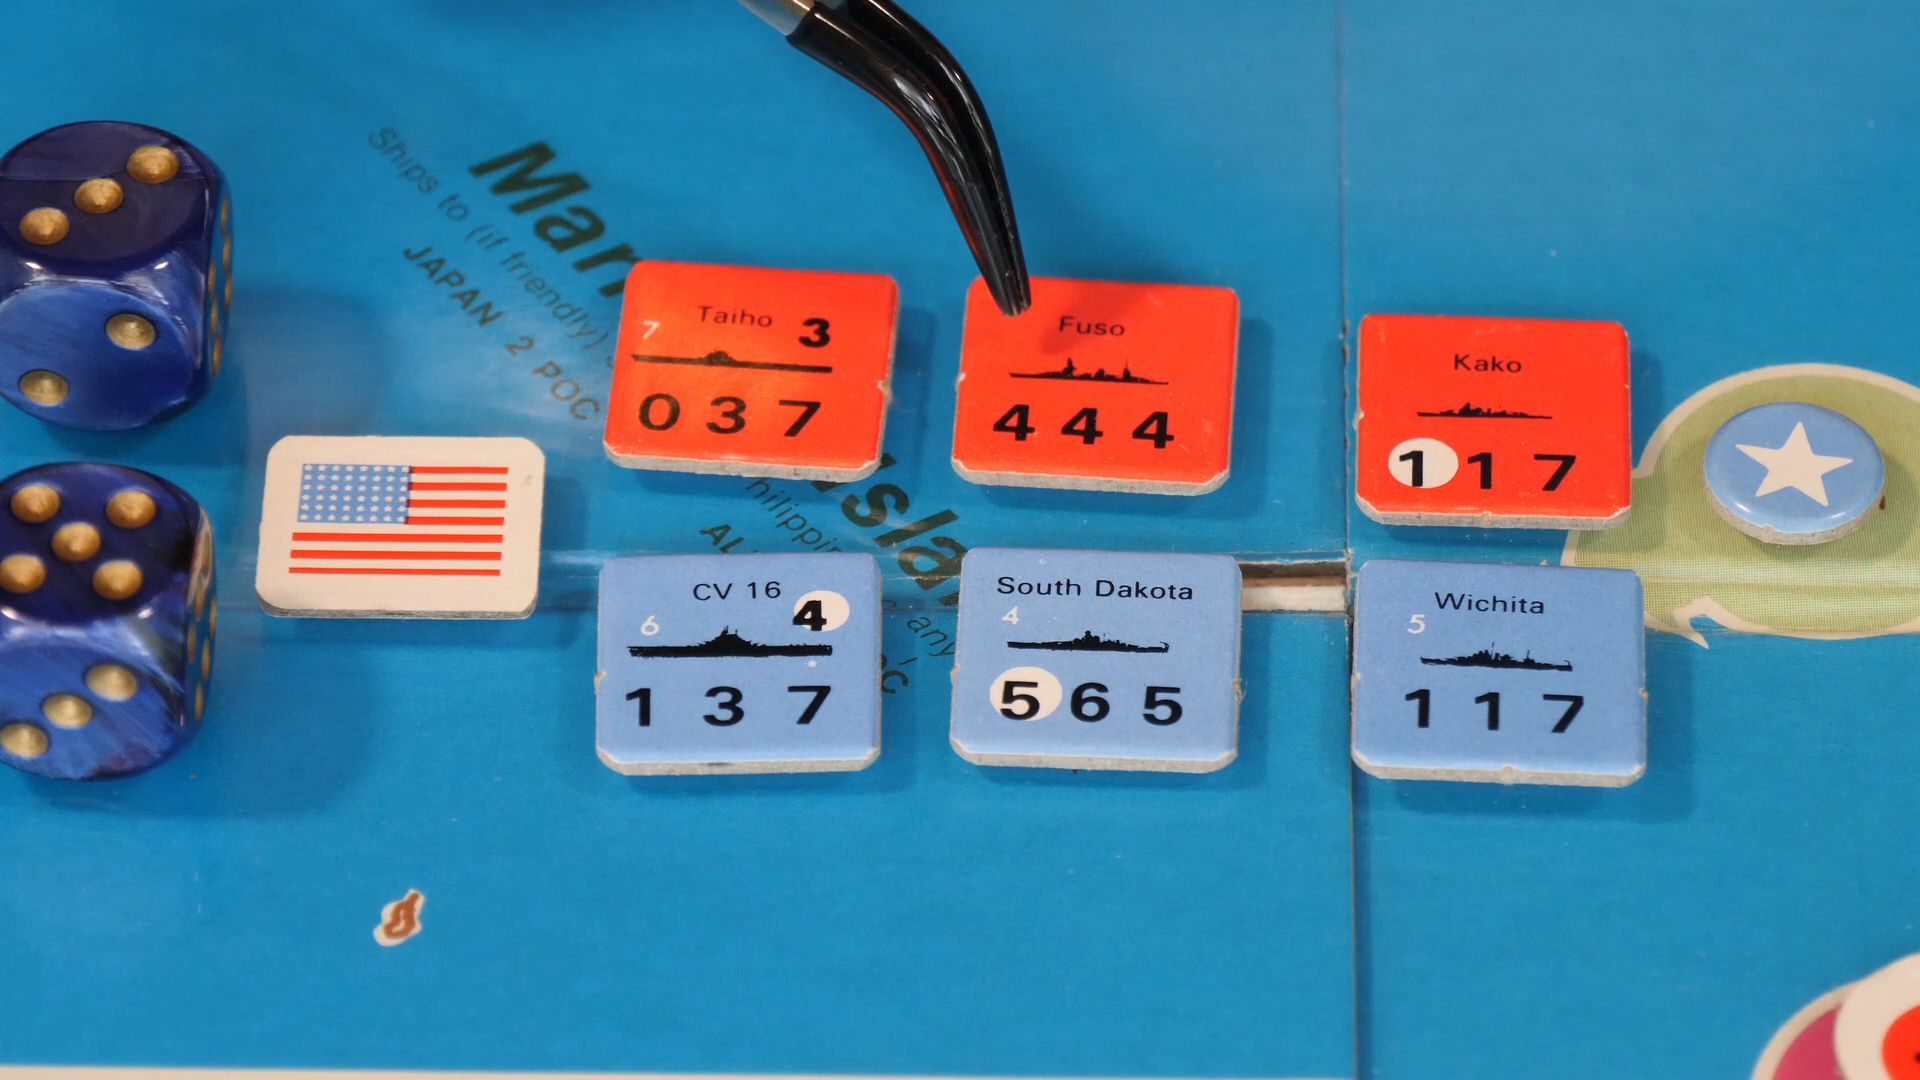 Mar
Ships to (if friendly)
JAPAN 2 POC
Taiho
7 3
0 3 7
Fuso
4 4 4
Kako
1 1 7
Isla
any
CV 16
6 4
1 3 7
South Dakota
4
5 6 5
Wichita
5
1 1 7